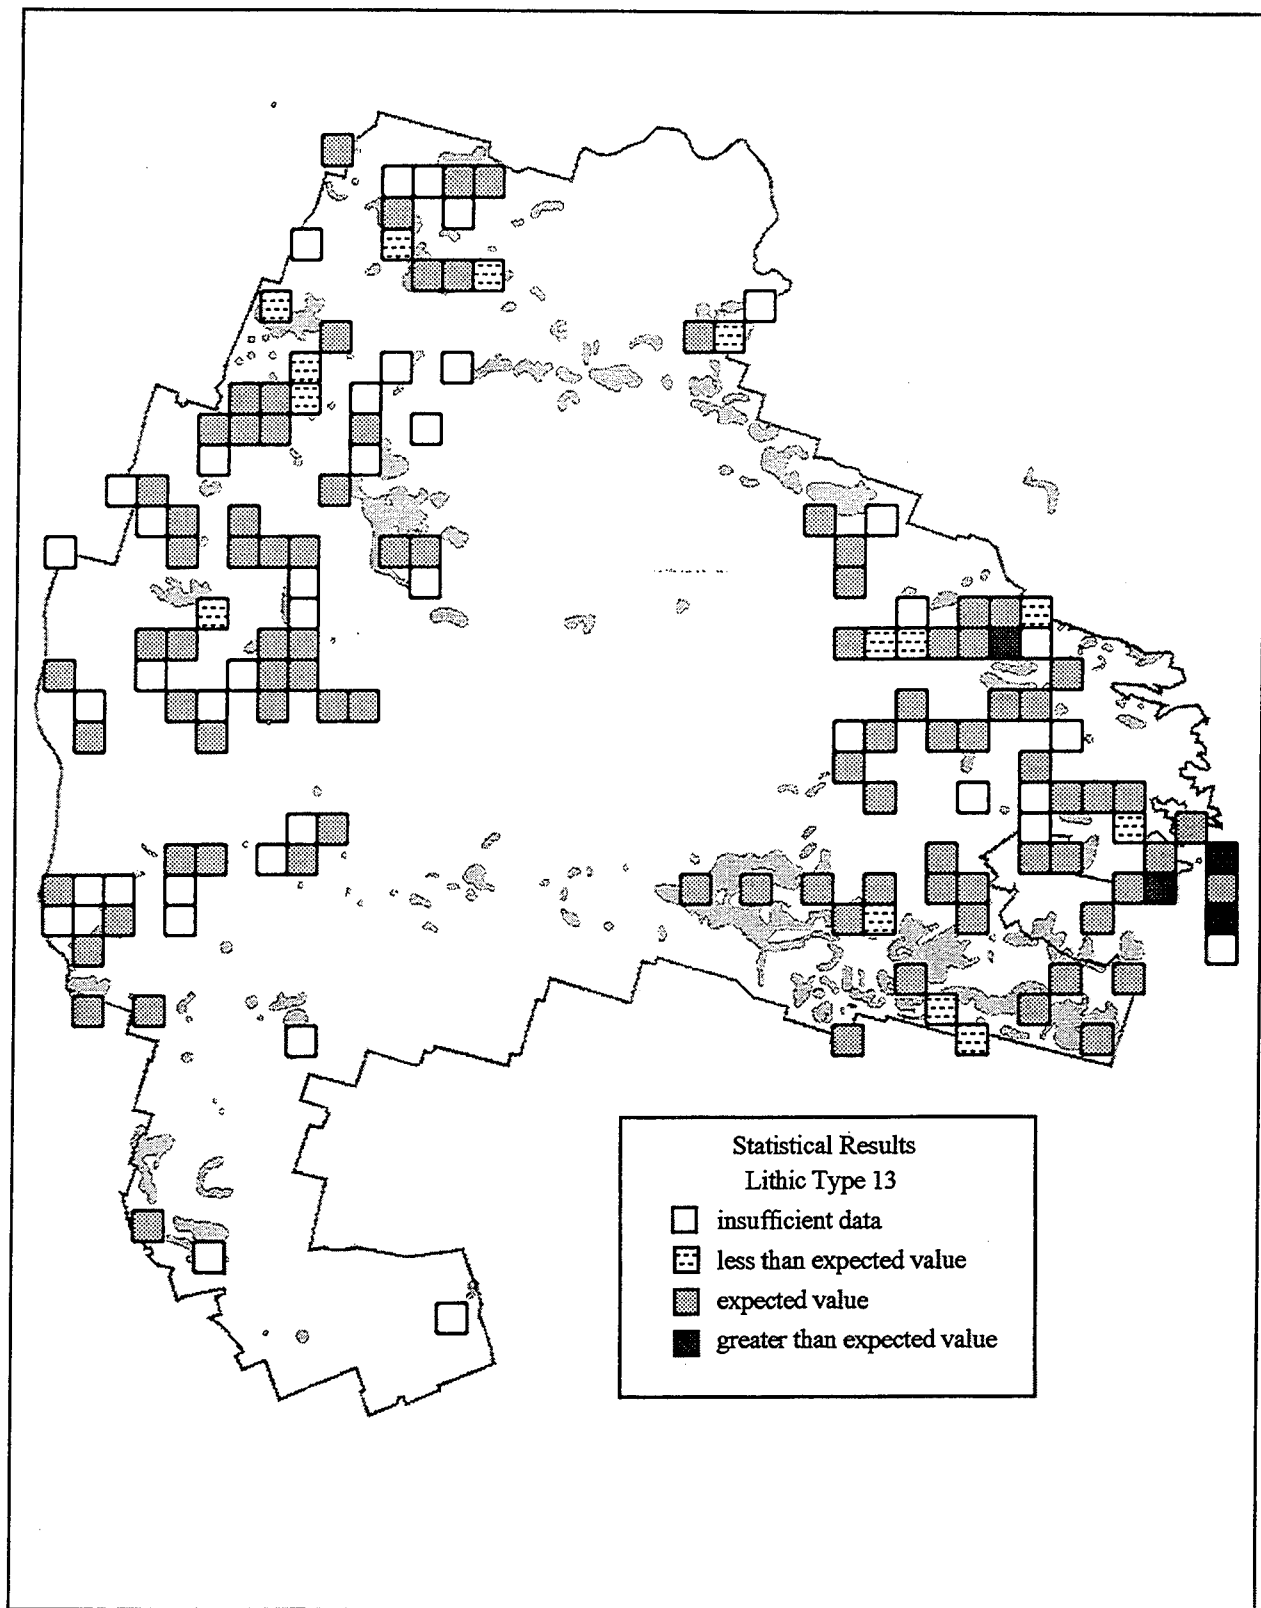 Statistical Results
Lithic Type 13
insufficient data
less than expected value
expected value
greater than expected value